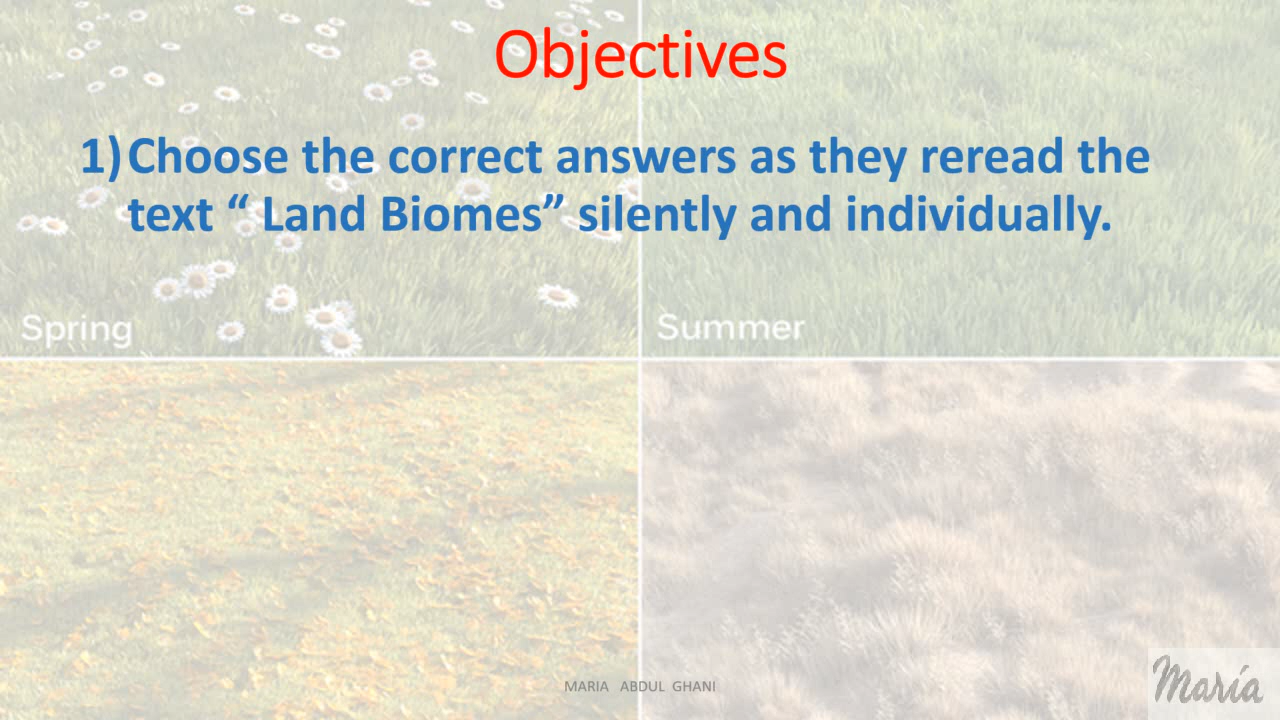 Objectives
1) Choose the correct answers as they reread the
text “ Land Biomes” silently and individually.
Spring
Summer
MARIA ABDUL GHANI
María